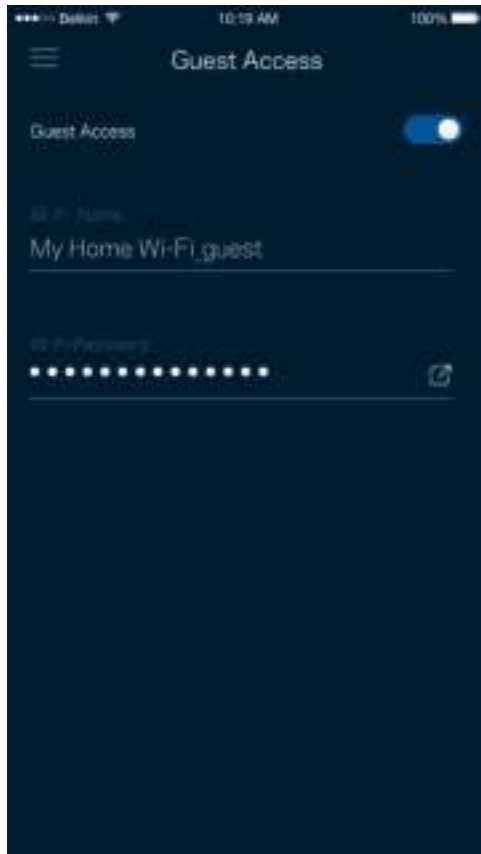 Belkin 10:19 AM 100%
Guest Access
Guest Access
Wi-Fi Name
My Home Wi-Fi_guest
Wi-Fi Password
••••••••••••••